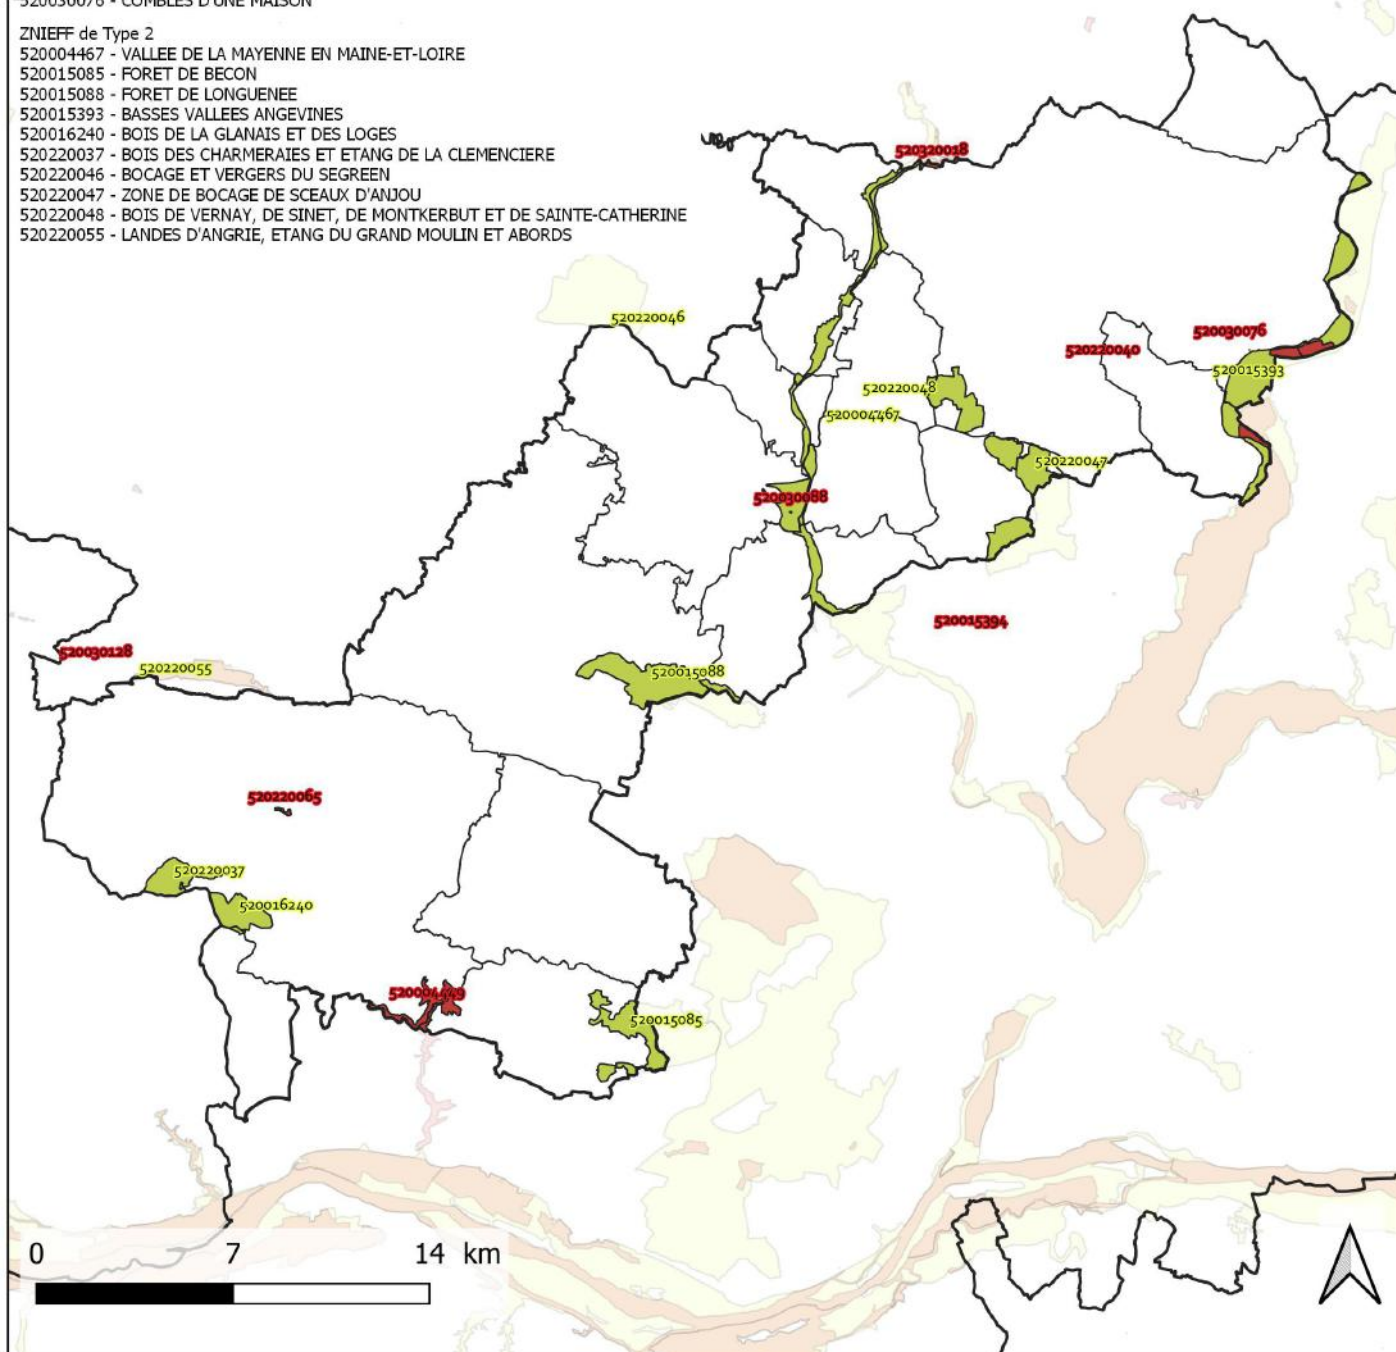 520030076 - COMBLES D'UNE MAISON
ZNIEFF de Type 2
520004467 - VALLEE DE LA MAYENNE EN MAINE-ET-LOIRE
520015085 - FORET DE BECON
520015088 - FORET DE LONGUENEE
520015393 - BASSES VALLEES ANGEVINES
520016240 - BOIS DE LA GLANAIS ET DES LOGES
520220037 - BOIS DES CHARMERAIES ET ETANG DE LA CLEMENCIERE
520220046 - BOCAGE ET VERGERS DU SEGREEN
520220047 - ZONE DE BOCAGE DE SCEAUX D'ANJOU
520220048 - BOIS DE VERNAY, DE SINET, DE MONTKERBUT ET DE SAINTE-CATHERINE
520220055 - LANDES D'ANGRIE, ETANG DU GRAND MOULIN ET ABORDS
520320018
520220046
520030076
520220040
520015393
520220048
520004467
520220047
520030088
520015394
520030128
520220055
520015088
520220065
520220037
520016240
520004449
520015085
0 7 14 km